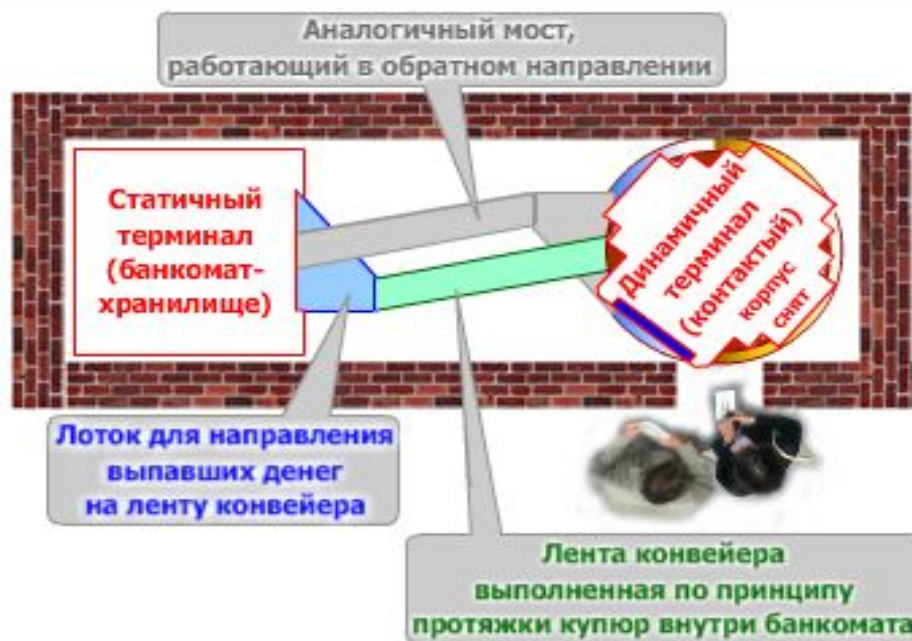 Аналогичный мост,
работающий в обратном направлении
Статичный
терминал
(банкомат-
хранилище)
Динамичный
терминал
(контактый)
корпус
снят
Лоток для направления
выпавших денег
на ленту конвейера
Лента конвейера
выполненная по принципу
протяжки купюр внутри банкомата